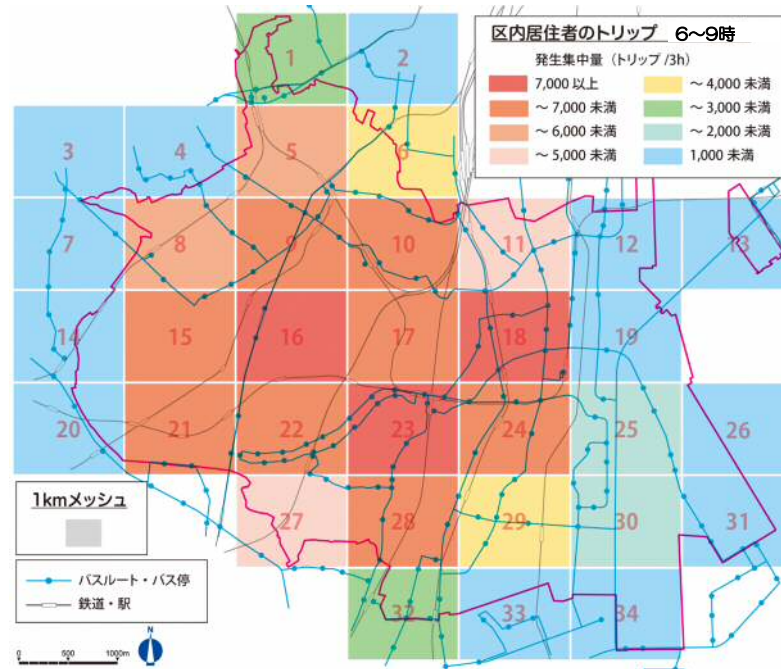 区内居住者のトリップ 6～9時
発生集中量（トリップ/3h）
7,000 以上
～7,000 未満
～6,000 未満
～5,000 未満
～4,000 未満
～3,000 未満
～2,000 未満
1,000 未満
1 2
3 4 5 6
7 8 9 10 11 12 13
14 15 16 17 18 19
20 21 22 23 24 25 26
27 28 29 30 31
32 33 34
1kmメッシュ
バスルート・バス停
鉄道・駅
N
0 500 1000m